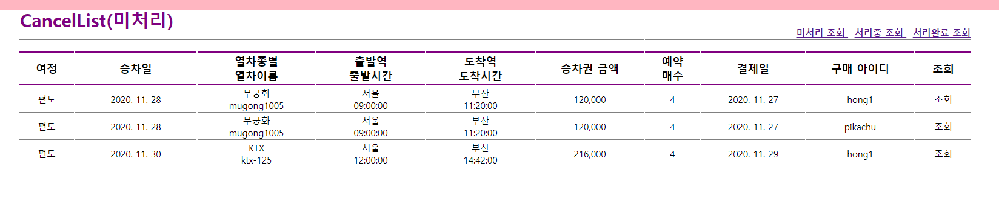 CancelList(미처리)
미처리 조회 처리중 조회 처리완료 조회
여정 승차일 열차종별 출발역 도착역 승차권 금액 예약 결제일 구매 아이디 조회
열차이름 출발시간 도착시간 매수
편도 2020. 11. 28 무궁화 서울 부산 120,000 4 2020. 11. 27 hong1 조회
mugong1005 09:00:00 11:20:00
편도 2020. 11. 28 무궁화 서울 부산 120,000 4 2020. 11. 27 pikachu 조회
mugong1005 09:00:00 11:20:00
편도 2020. 11. 30 KTX 서울 부산 216,000 4 2020. 11. 29 hong1 조회
ktx-125 12:00:00 14:42:00